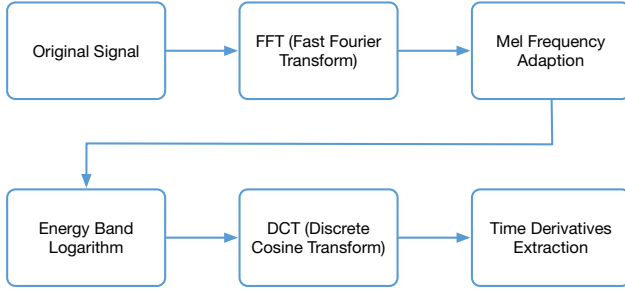 Original Signal
FFT (Fast Fourier
Transform)
Mel Frequency
Adaption
Energy Band
Logarithm
DCT (Discrete
Cosine Transform)
Time Derivatives
Extraction